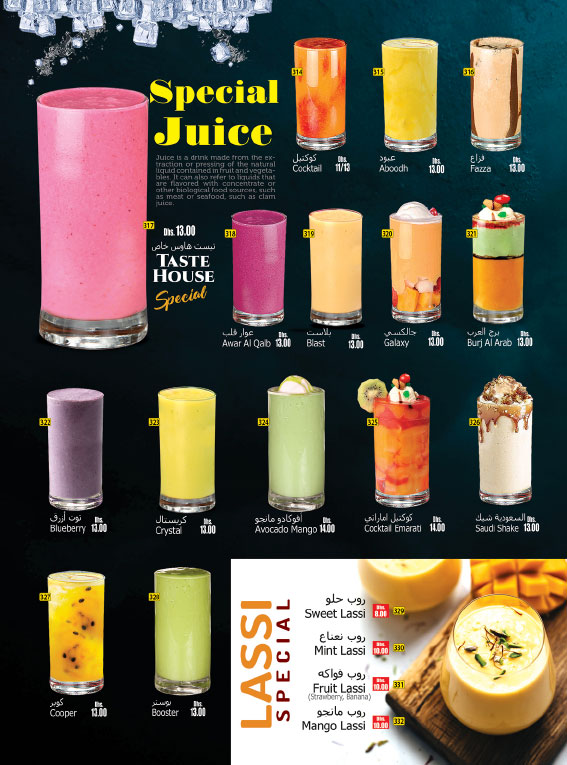 Special
Juice
Juice is a drink made from the ex-
traction or pressing of the natural
liquid contained in fruit and vegeta-
bles. It can also refer to liquids that
are flavored with concentrate or
other biological food sources, such
as meat or seafood, such as clam
juice.
317
Dhs. 13.00
تيست هاوس خاص
TASTE
HOUSE
Special
314
كوكتيل
Cocktail
Dhs.
11/13
315
عبود
Aboodh
Dhs.
13.00
316
فزاع
Fazza
Dhs.
13.00
318
عوار قلب
Awar Al Qalb
Dhs.
13.00
319
بلاست
Blast
Dhs.
13.00
320
جالكسي
Galaxy
Dhs.
13.00
321
برج العرب
Burj Al Arab
Dhs.
13.00
322
توت أزرق
Blueberry
Dhs.
13.00
323
كريستال
Crystal
Dhs.
13.00
324
أفوكادو مانجو
Avocado Mango
Dhs.
14.00
325
كوكتيل اماراتي
Cocktail Emarati
Dhs.
14.00
326
السعودية شيك
Saudi Shake
Dhs.
13.00
327
كوبر
Cooper
Dhs.
13.00
328
بوستر
Booster
Dhs.
13.00
LASSI
SPECIAL
روب حلو
Sweet Lassi
Dhs.
8.00
329
روب نعناع
Mint Lassi
Dhs.
10.00
330
روب فواكه
Fruit Lassi
(Strawberry, Banana)
Dhs.
10.00
331
روب مانجو
Mango Lassi
Dhs.
10.00
332